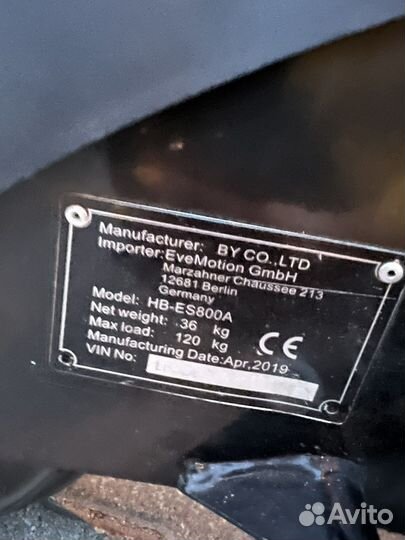 Manufacturer: BY CO.,LTD
Importer:EveMotion GmbH
Marzahner Chaussee 213
12681 Berlin
Germany
Model: HB-ES800A
Net weight: 36 kg
Max load: 120 kg
CE
Manufacturing Date:Apr,2019
VIN No:
Avito